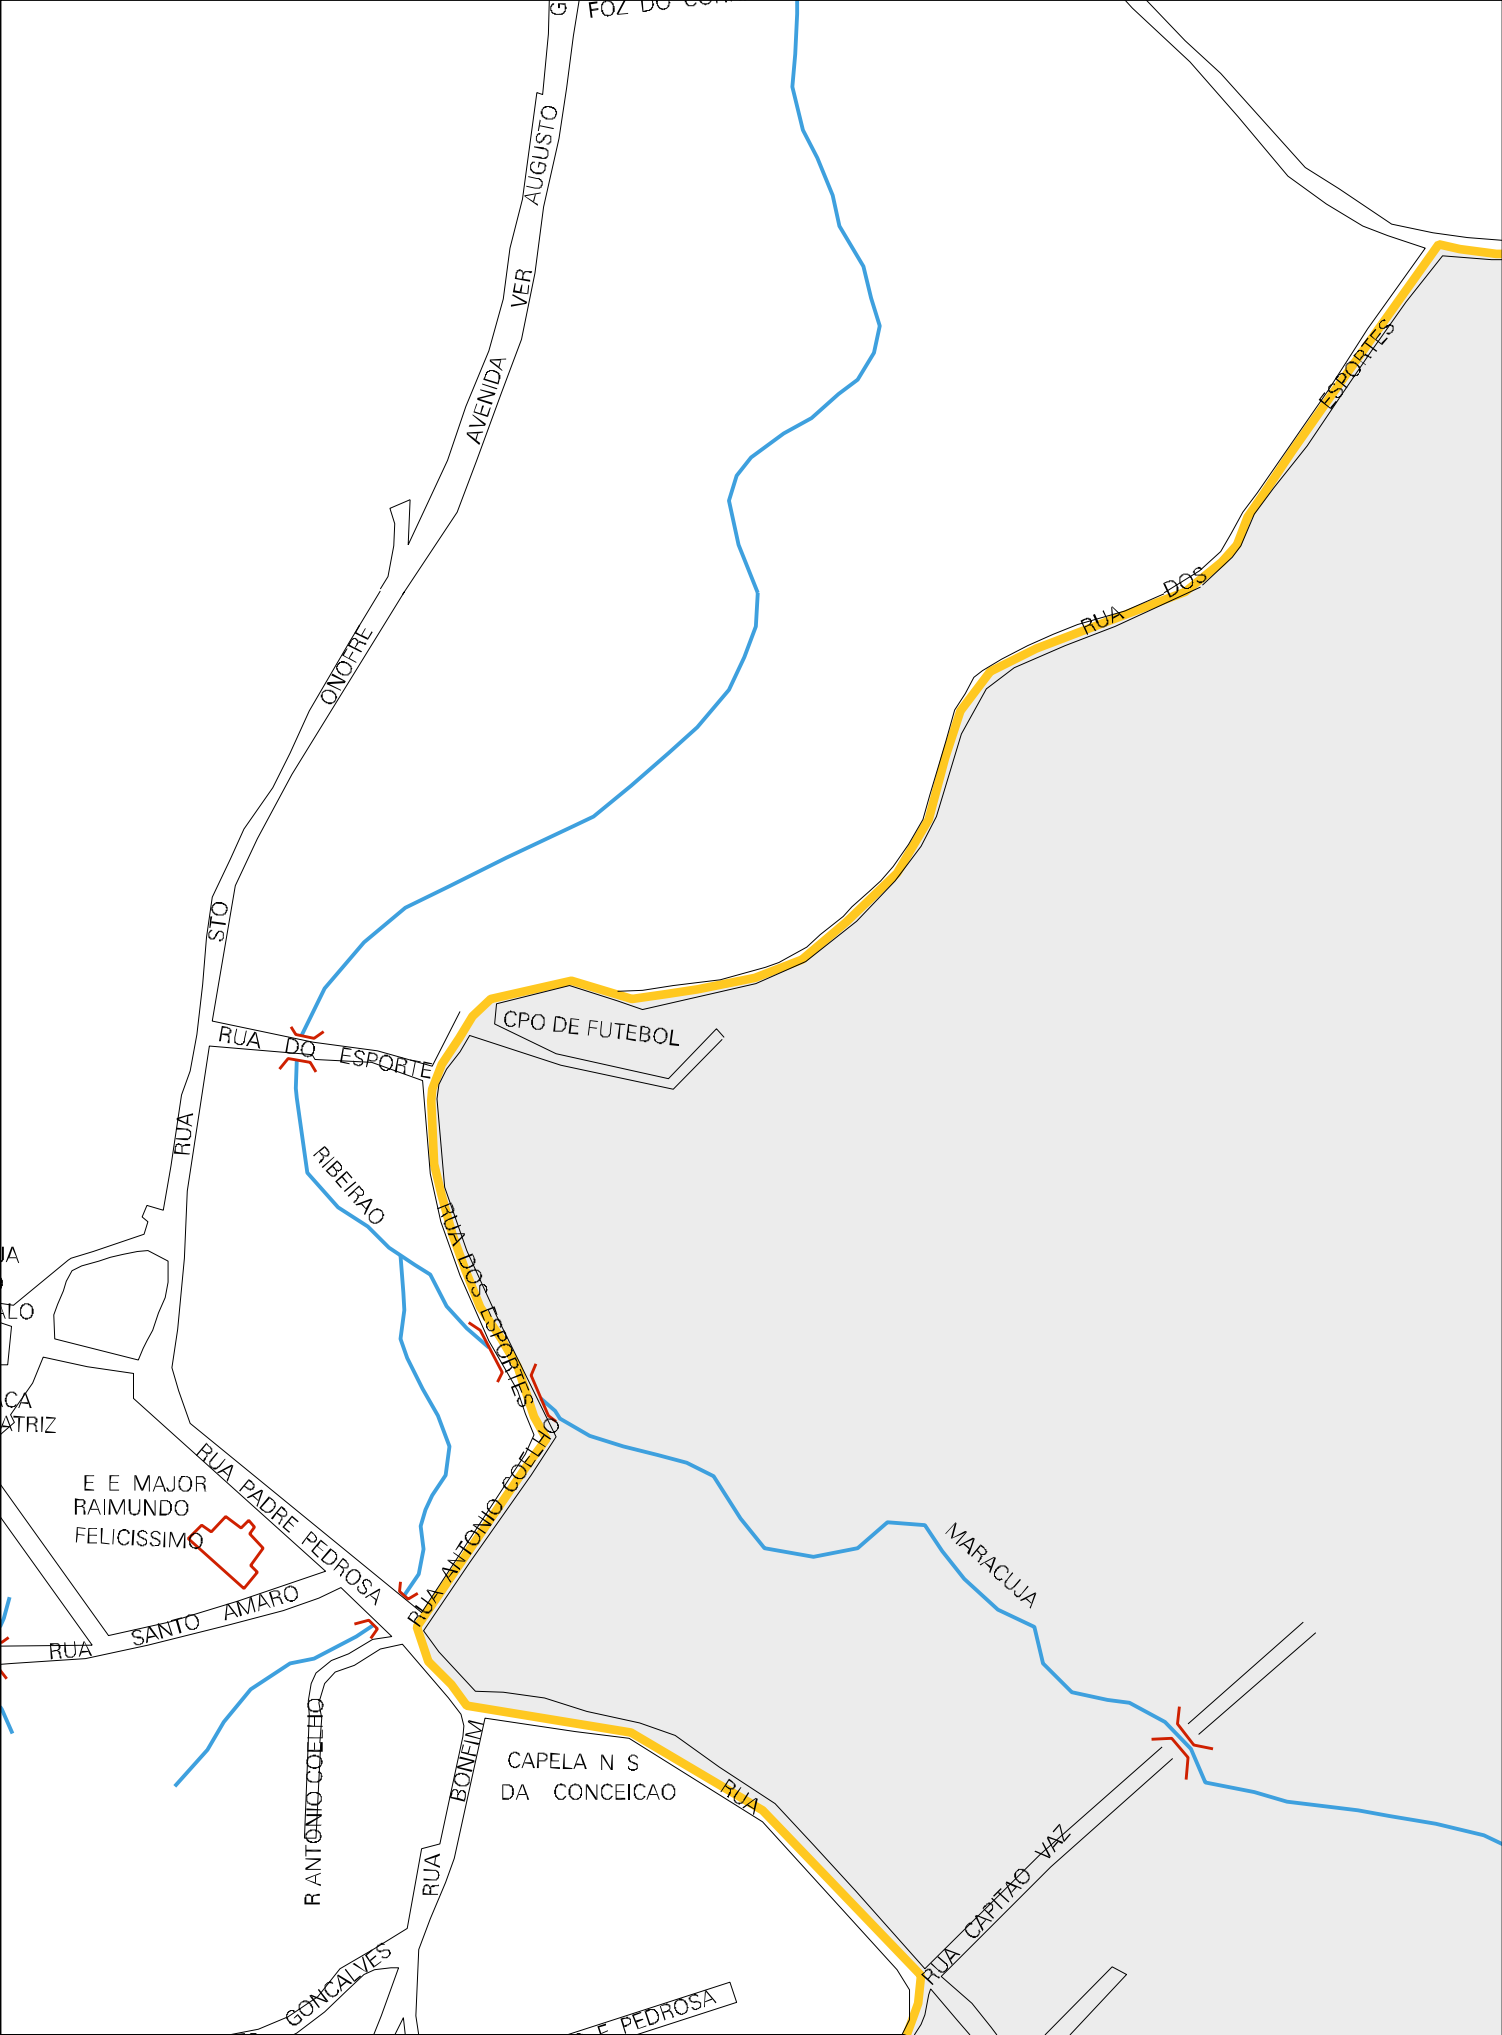 FOZ DO
AVENIDA VER AUGUSTO
RUA STO ONOFRE
RUA DOS ESPORTES
CPO DE FUTEBOL
RUA DO ESPORTE
RIBEIRAO
MARACUJA
RUA DOS ESPORTES
RUA ANTONIO COELHO
JA
ALO
ACA
ATRIZ
RUA PADRE PEDROSA
E E MAJOR
RAIMUNDO
FELICISSIMO
RUA SANTO AMARO
R ANTONIO COELHO
RUA BONFIM
CAPELA N S
DA CONCEICAO
RUA
RUA CAPITAO VAZ
GONCALVES
E PEDROSA